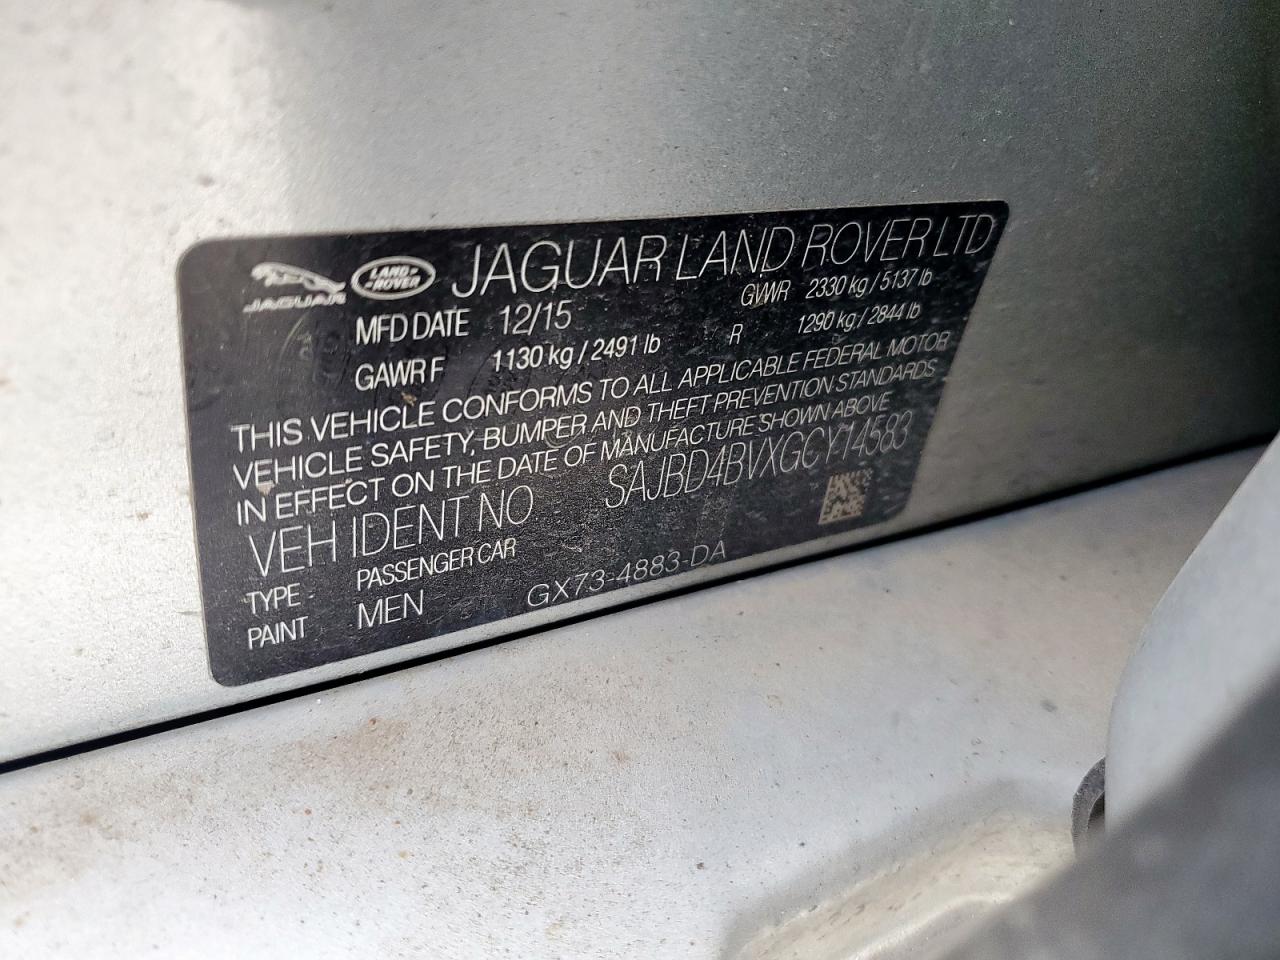 JAGUAR LAND-ROVER JAGUAR LAND ROVER LTD
MFD DATE 12/15 GVWR 2330 kg / 5137 lb
GAWR F 1130 kg / 2491 lb R 1290 kg / 2844 lb
THIS VEHICLE CONFORMS TO ALL APPLICABLE FEDERAL MOTOR
VEHICLE SAFETY, BUMPER AND THEFT PREVENTION STANDARDS
IN EFFECT ON THE DATE OF MANUFACTURE SHOWN ABOVE
VEH IDENT NO SAJBD4BVXGCY14583
TYPE PASSENGER CAR
PAINT MEN GX73-4883-DA